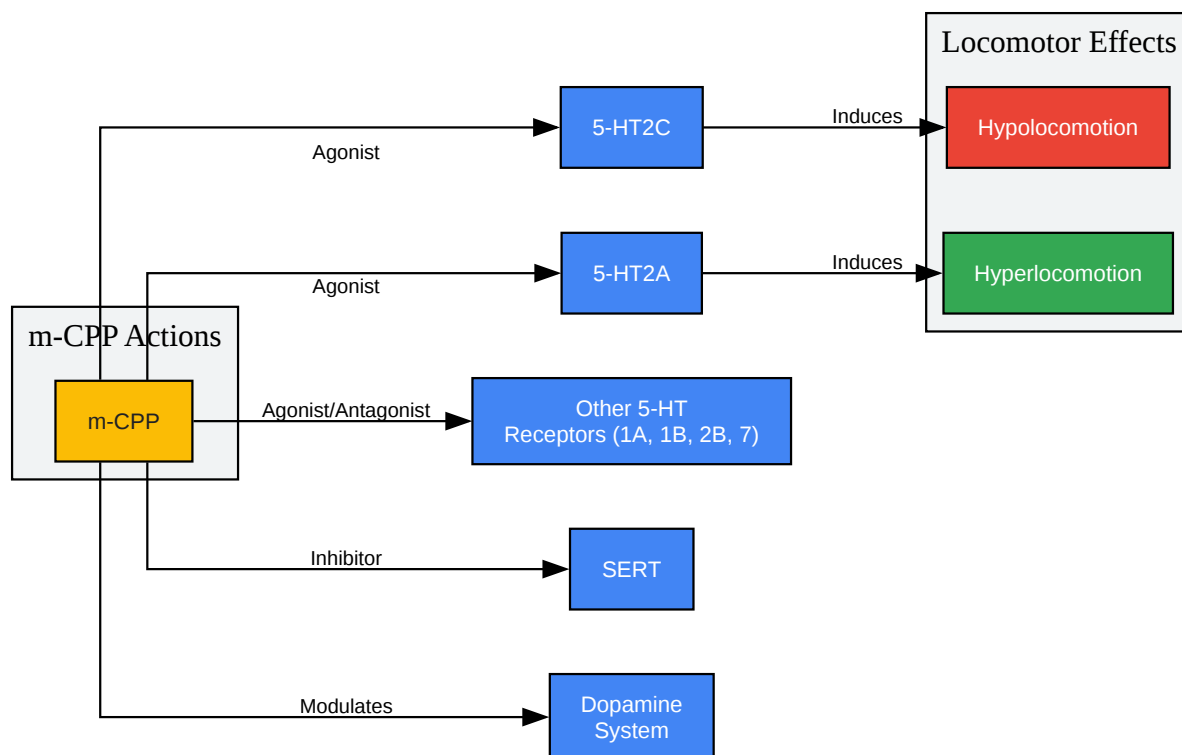 Locomotor Effects
5-HT2C
Induces
Hypolocomotion
Agonist
5-HT2A
Induces
Hyperlocomotion
Agonist
m-CPP Actions
m-CPP
Agonist/Antagonist
Other 5-HT
Receptors (1A, 1B, 2B, 7)
Inhibitor
SERT
Modulates
Dopamine
System